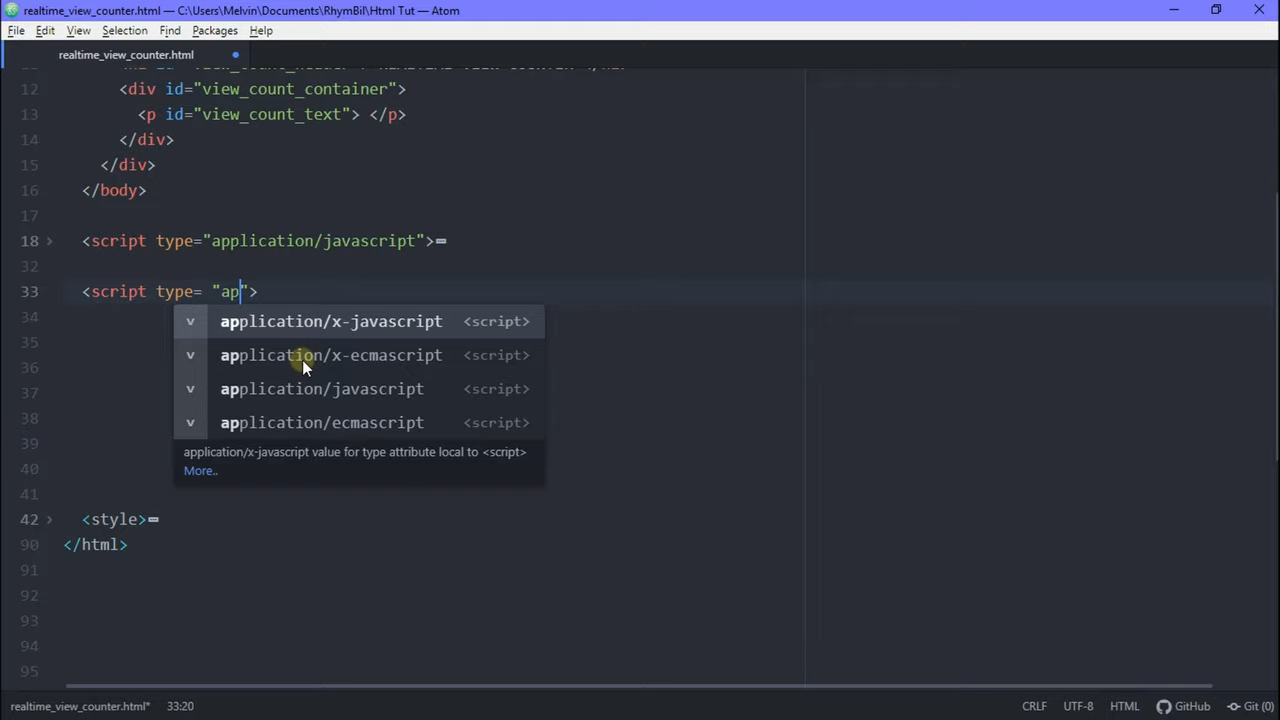 realtime_view_counter.html — C:\Users\Melvin\Documents\RhymBil\Html Tut — Atom
File Edit View Selection Find Packages Help
realtime_view_counter.html
12 <div id="view_count_container">
13 <p id="view_count_text"> </p>
14 </div>
15 </div>
16 </body>
17
18 <script type="application/javascript">
32
33 <script type= "ap">
34 application/x-javascript <script>
35
36 application/x-ecmascript <script>
37 application/javascript <script>
38 application/ecmascript <script>
39 application/x-javascript value for type attribute local to <script>
40 More..
41
42 <style>
90 </html>
91
92
93
94
95
realtime_view_counter.html* 33:20 CRLF UTF-8 HTML GitHub Git (0)